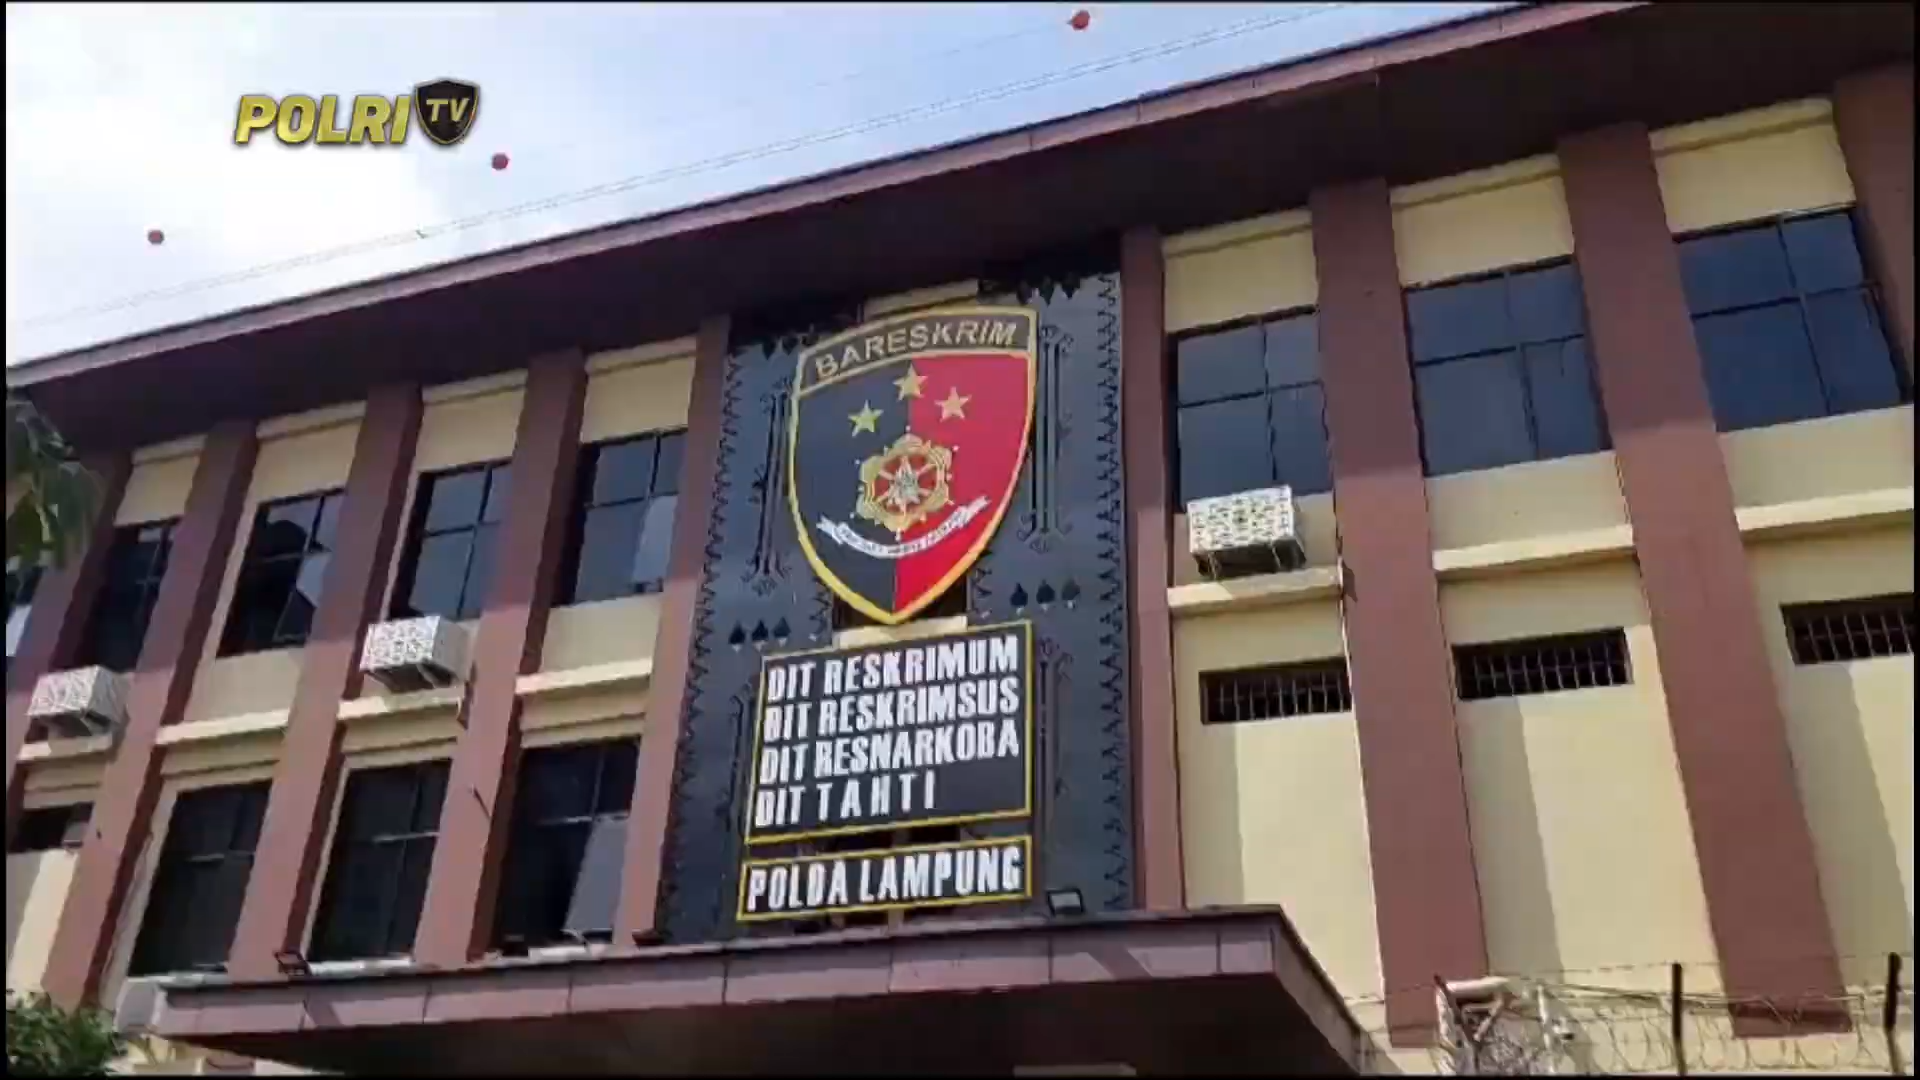 POLRI TV
BARESKRIM
DIT RESKRIMUM
DIT RESKRIMSUS
DIT RESNARKOBA
DIT TAHTI
POLDA LAMPUNG